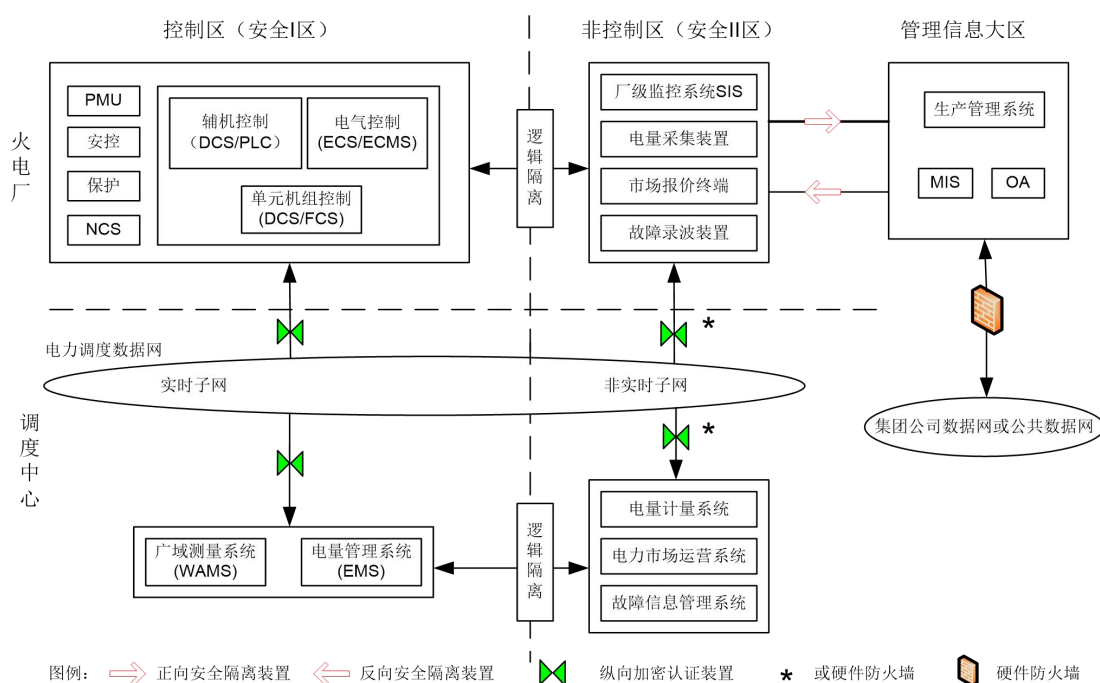 控制区（安全I区）
非控制区（安全II区）
管理信息大区
火电厂
PMU
安控
保护
NCS
辅机控制
（DCS/PLC）
电气控制
(ECS/ECMS)
单元机组控制
(DCS/FCS)
逻辑隔离
厂级监控系统SIS
电量采集装置
市场报价终端
故障录波装置
生产管理系统
MIS
OA
*
电力调度数据网
实时子网
非实时子网
*
集团公司数据网或公共数据网
调度中心
广域测量系统
(WAMS)
电量管理系统
(EMS)
逻辑隔离
电量计量系统
电力市场运营系统
故障信息管理系统
图例：
正向安全隔离装置
反向安全隔离装置
纵向加密认证装置
* 或硬件防火墙
硬件防火墙